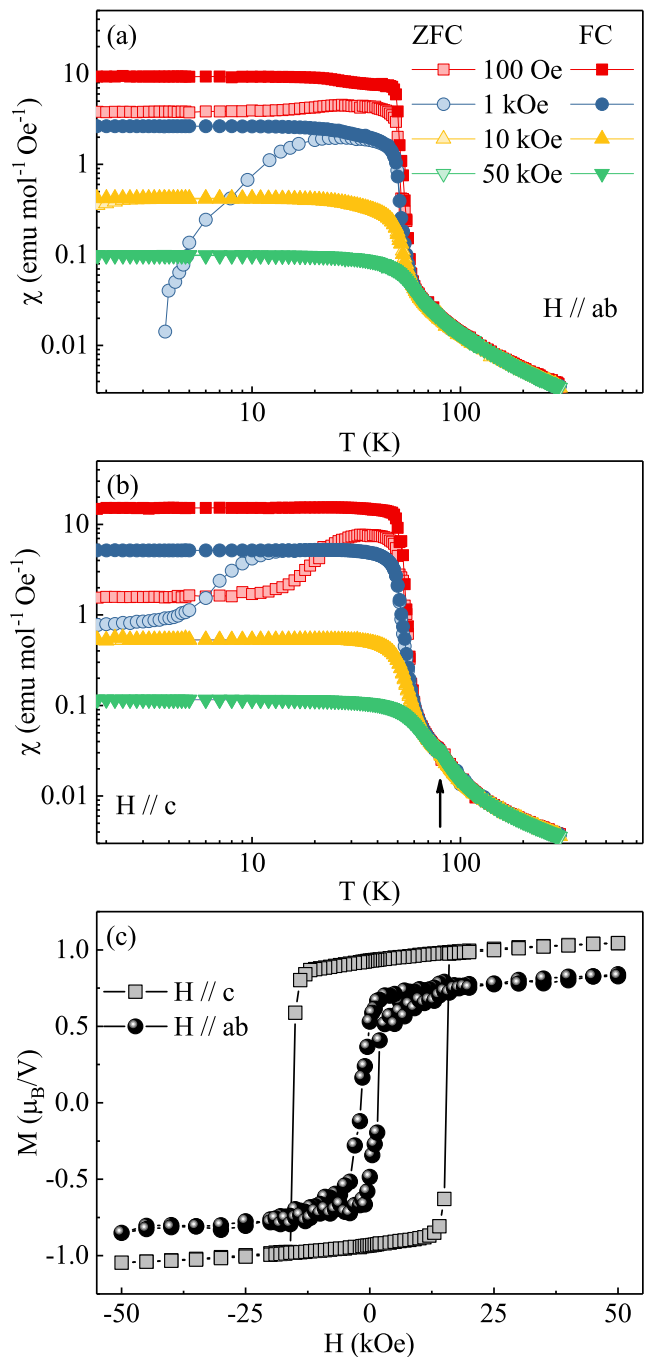 (a)
ZFC FC
100 Oe
1 kOe
10 kOe
50 kOe
10
1
0.1
0.01
χ (emu mol⁻¹ Oe⁻¹)
H // ab
10 100
T (K)
(b)
10
1
0.1
0.01
χ (emu mol⁻¹ Oe⁻¹)
H // c
10 100
T (K)
(c)
1.0
0.5
0.0
-0.5
-1.0
M (μ_B/V)
H // c
H // ab
-50 -25 0 25 50
H (kOe)